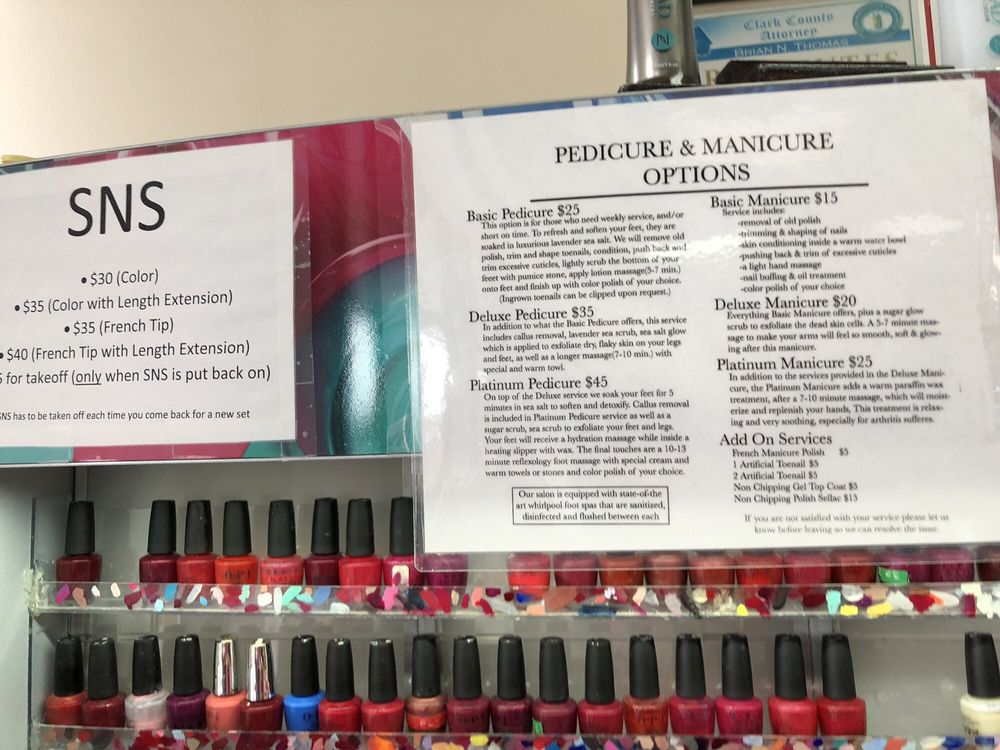 Clark County
Attorney
BRIAN N. THOMAS
N
SNS
• $30 (Color)
• $35 (Color with Length Extension)
• $35 (French Tip)
• $40 (French Tip with Length Extension)
for takeoff (only when SNS is put back on)
SNS has to be taken off each time you come back for a new set
PEDICURE & MANICURE
OPTIONS
Basic Pedicure $25
This option is for those who need weekly service, and/or
short on time. To refresh and soften your feet, they are
soaked in luxurious lavender sea salt. We will remove old
polish, trim and shape toenails, condition, push back and
trim excessive cuticles, lightly scrub the bottom of your
feeet with pumice stone, apply lotion massage(5-7 min.)
onto feet and finish up with color polish of your choice.
(Ingrown toenails can be clipped upon request.)
Deluxe Pedicure $35
In addition to what the Basic Pedicure offers, this service
includes callus removal, lavender sea scrub, sea salt glow
which is applied to exfoliate dry, flaky skin on your legs
and feet, as well as a longer massage(7-10 min.) with
special and warm towel.
Platinum Pedicure $45
On top of the Deluxe service we soak your feet for 5
minutes in sea salt to soften and detoxify. Callus removal
is included in Platinum Pedicure service as well as a
sugar scrub, sea scrub to exfoliate your feet and legs.
Your feet will receive a hydration massage while inside a
heating slipper with wax. The final touches are a 10-13
minute reflexology foot massage with special cream and
warm towels or stones and color polish of your choice.
Our salon is equipped with state-of-the
art whirlpool foot spas that are sanitized,
disinfected and flushed between each
Basic Manicure $15
Service includes:
-removal of old polish
-trimming & shaping of nails
-skin conditioning inside a warm water bowl
-pushing back & trim of excessive cuticles
-a light hand massage
-nail buffing & oil treatment
-color polish of your choice
Deluxe Manicure $20
Everything Basic Manicure offers, plus a sugar glow
scrub to exfoliate the dead skin cells. A 5-7 minute mas-
sage to make your arms will feel so smooth, soft & glow-
ing after this manicure.
Platinum Manicure $25
In addition to the services provided in the Deluxe Mani-
cure, the Platinum Manicure adds a warm paraffin wax
treatment, after a 7-10 minute massage, which will moist-
erize and replenish your hands, This treatment is relax-
ing and very soothing, especially for arthritis sufferes.
Add On Services
French Manicure Polish $5
1 Artificial Toenail $5
2 Artificial Toenail $5
Non Chipping Gel Top Coat $5
Non Chipping Polish Sellac $15
If you are not satisfied with your service please let us
know before leaving so we can resolve the issue.
OPI